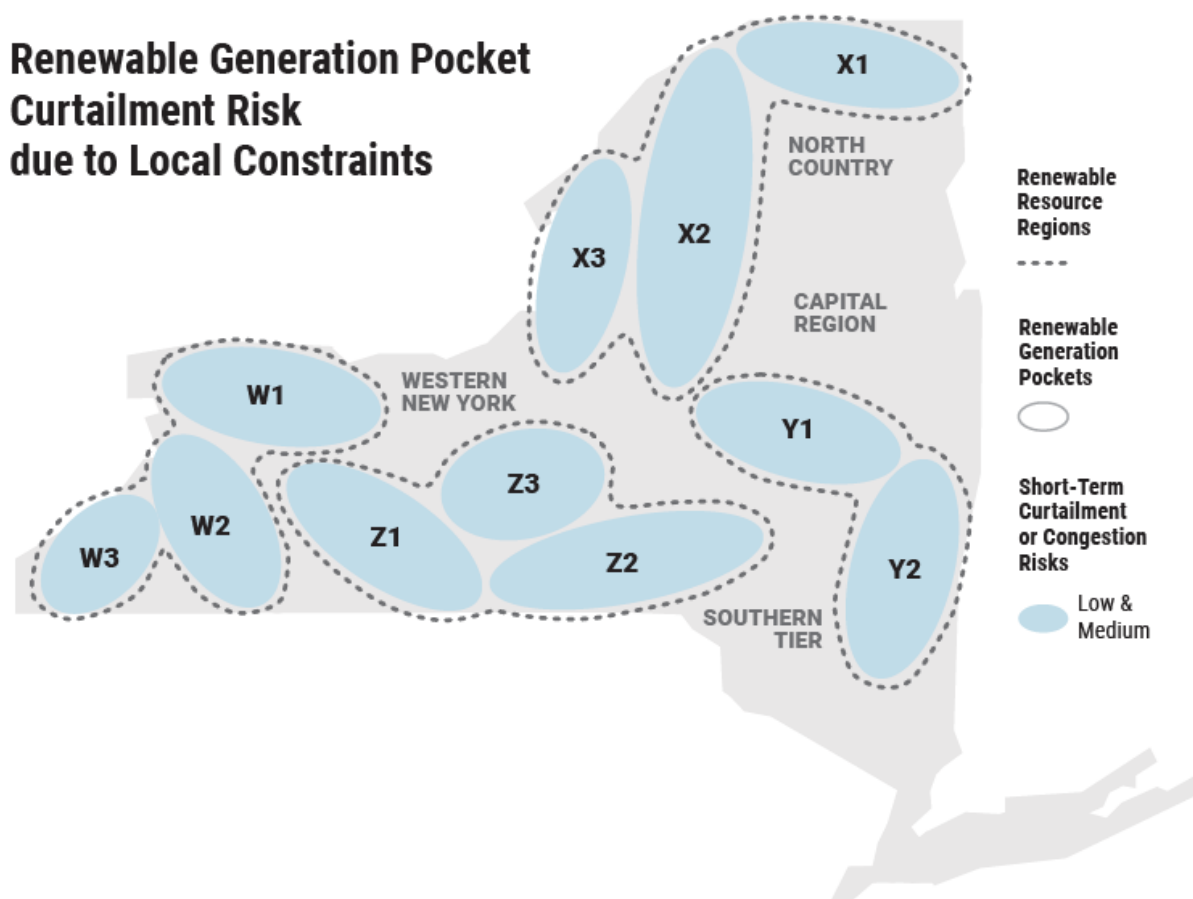 Renewable Generation Pocket
Curtailment Risk
due to Local Constraints
X1
NORTH
COUNTRY
X2
X3
CAPITAL
REGION
W1
WESTERN
NEW YORK
Y1
Z3
W2
Z1
W3
Z2
Y2
SOUTHERN
TIER
Renewable
Resource
Regions
Renewable
Generation
Pockets
Short-Term
Curtailment
or Congestion
Risks
Low &
Medium